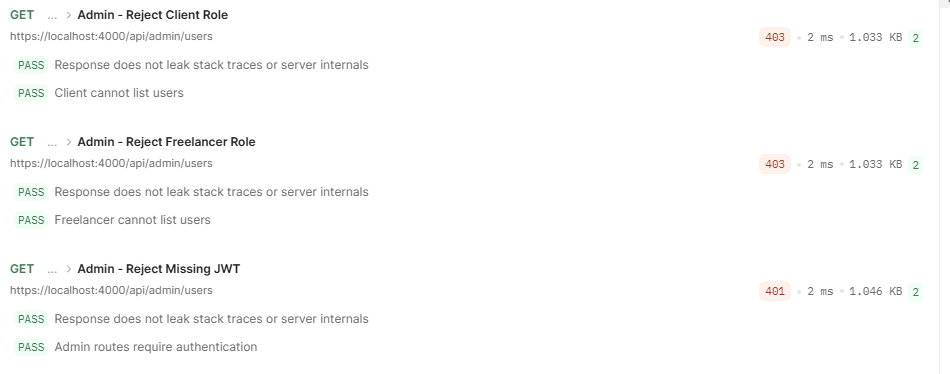 GET ... > Admin - Reject Client Role
https://localhost:4000/api/admin/users 403 • 2 ms • 1.033 KB 2
PASS Response does not leak stack traces or server internals
PASS Client cannot list users
GET ... > Admin - Reject Freelancer Role
https://localhost:4000/api/admin/users 403 • 2 ms • 1.033 KB 2
PASS Response does not leak stack traces or server internals
PASS Freelancer cannot list users
GET ... > Admin - Reject Missing JWT
https://localhost:4000/api/admin/users 401 • 2 ms • 1.046 KB 2
PASS Response does not leak stack traces or server internals
PASS Admin routes require authentication